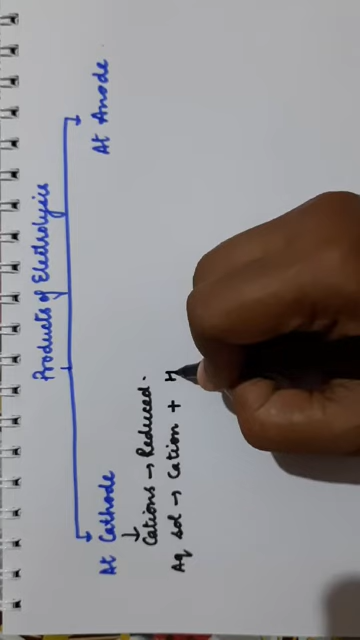 Products of Electrolysis
At Cathode At Anode
↓
Cations → Reduced.
Aq sol → Cation + H